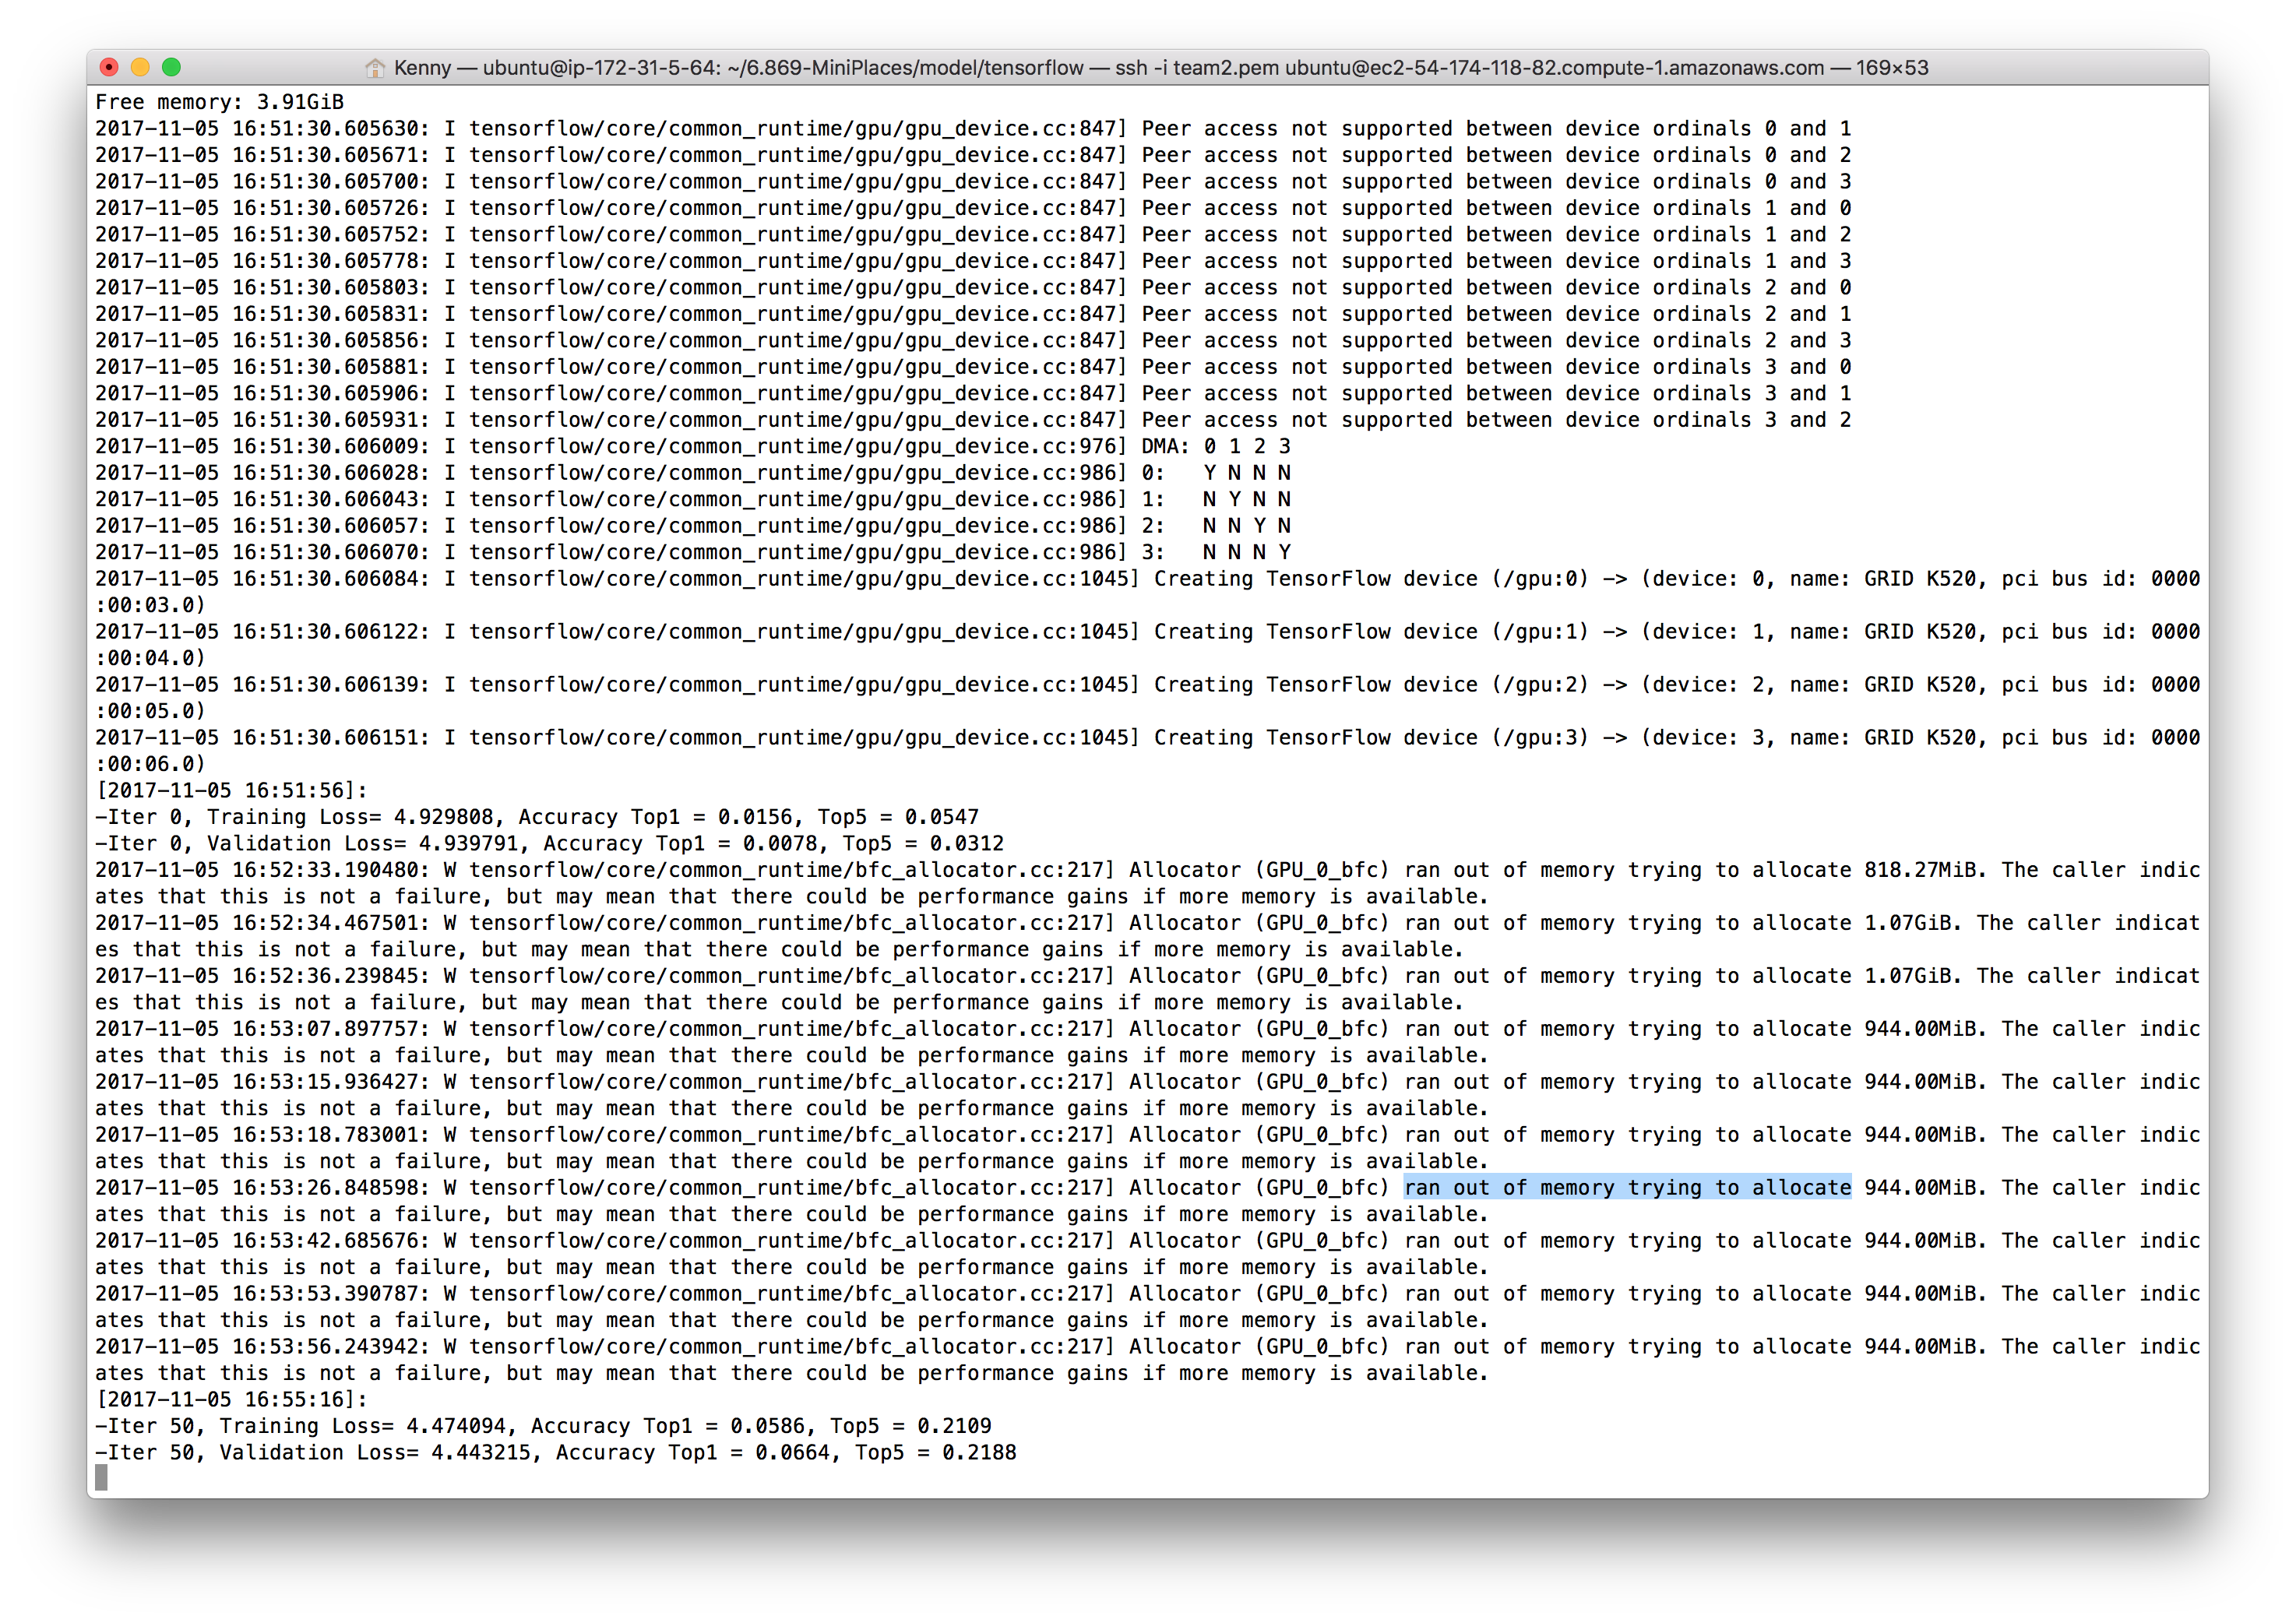 Kenny — ubuntu@ip-172-31-5-64: ~/6.869-MiniPlaces/model/tensorflow — ssh -i team2.pem ubuntu@ec2-54-174-118-82.compute-1.amazonaws.com — 169×53
Free memory: 3.91GiB
2017-11-05 16:51:30.605630: I tensorflow/core/common_runtime/gpu/gpu_device.cc:847] Peer access not supported between device ordinals 0 and 1
2017-11-05 16:51:30.605671: I tensorflow/core/common_runtime/gpu/gpu_device.cc:847] Peer access not supported between device ordinals 0 and 2
2017-11-05 16:51:30.605700: I tensorflow/core/common_runtime/gpu/gpu_device.cc:847] Peer access not supported between device ordinals 0 and 3
2017-11-05 16:51:30.605726: I tensorflow/core/common_runtime/gpu/gpu_device.cc:847] Peer access not supported between device ordinals 1 and 0
2017-11-05 16:51:30.605752: I tensorflow/core/common_runtime/gpu/gpu_device.cc:847] Peer access not supported between device ordinals 1 and 2
2017-11-05 16:51:30.605778: I tensorflow/core/common_runtime/gpu/gpu_device.cc:847] Peer access not supported between device ordinals 1 and 3
2017-11-05 16:51:30.605803: I tensorflow/core/common_runtime/gpu/gpu_device.cc:847] Peer access not supported between device ordinals 2 and 0
2017-11-05 16:51:30.605831: I tensorflow/core/common_runtime/gpu/gpu_device.cc:847] Peer access not supported between device ordinals 2 and 1
2017-11-05 16:51:30.605856: I tensorflow/core/common_runtime/gpu/gpu_device.cc:847] Peer access not supported between device ordinals 2 and 3
2017-11-05 16:51:30.605881: I tensorflow/core/common_runtime/gpu/gpu_device.cc:847] Peer access not supported between device ordinals 3 and 0
2017-11-05 16:51:30.605906: I tensorflow/core/common_runtime/gpu/gpu_device.cc:847] Peer access not supported between device ordinals 3 and 1
2017-11-05 16:51:30.605931: I tensorflow/core/common_runtime/gpu/gpu_device.cc:847] Peer access not supported between device ordinals 3 and 2
2017-11-05 16:51:30.606009: I tensorflow/core/common_runtime/gpu/gpu_device.cc:976] DMA: 0 1 2 3
2017-11-05 16:51:30.606028: I tensorflow/core/common_runtime/gpu/gpu_device.cc:986] 0:   Y N N N
2017-11-05 16:51:30.606043: I tensorflow/core/common_runtime/gpu/gpu_device.cc:986] 1:   N Y N N
2017-11-05 16:51:30.606057: I tensorflow/core/common_runtime/gpu/gpu_device.cc:986] 2:   N N Y N
2017-11-05 16:51:30.606070: I tensorflow/core/common_runtime/gpu/gpu_device.cc:986] 3:   N N N Y
2017-11-05 16:51:30.606084: I tensorflow/core/common_runtime/gpu/gpu_device.cc:1045] Creating TensorFlow device (/gpu:0) -> (device: 0, name: GRID K520, pci bus id: 0000
:00:03.0)
2017-11-05 16:51:30.606122: I tensorflow/core/common_runtime/gpu/gpu_device.cc:1045] Creating TensorFlow device (/gpu:1) -> (device: 1, name: GRID K520, pci bus id: 0000
:00:04.0)
2017-11-05 16:51:30.606139: I tensorflow/core/common_runtime/gpu/gpu_device.cc:1045] Creating TensorFlow device (/gpu:2) -> (device: 2, name: GRID K520, pci bus id: 0000
:00:05.0)
2017-11-05 16:51:30.606151: I tensorflow/core/common_runtime/gpu/gpu_device.cc:1045] Creating TensorFlow device (/gpu:3) -> (device: 3, name: GRID K520, pci bus id: 0000
:00:06.0)
[2017-11-05 16:51:56]:
-Iter 0, Training Loss= 4.929808, Accuracy Top1 = 0.0156, Top5 = 0.0547
-Iter 0, Validation Loss= 4.939791, Accuracy Top1 = 0.0078, Top5 = 0.0312
2017-11-05 16:52:33.190480: W tensorflow/core/common_runtime/bfc_allocator.cc:217] Allocator (GPU_0_bfc) ran out of memory trying to allocate 818.27MiB. The caller indic
ates that this is not a failure, but may mean that there could be performance gains if more memory is available.
2017-11-05 16:52:34.467501: W tensorflow/core/common_runtime/bfc_allocator.cc:217] Allocator (GPU_0_bfc) ran out of memory trying to allocate 1.07GiB. The caller indicat
es that this is not a failure, but may mean that there could be performance gains if more memory is available.
2017-11-05 16:52:36.239845: W tensorflow/core/common_runtime/bfc_allocator.cc:217] Allocator (GPU_0_bfc) ran out of memory trying to allocate 1.07GiB. The caller indicat
es that this is not a failure, but may mean that there could be performance gains if more memory is available.
2017-11-05 16:53:07.897757: W tensorflow/core/common_runtime/bfc_allocator.cc:217] Allocator (GPU_0_bfc) ran out of memory trying to allocate 944.00MiB. The caller indic
ates that this is not a failure, but may mean that there could be performance gains if more memory is available.
2017-11-05 16:53:15.936427: W tensorflow/core/common_runtime/bfc_allocator.cc:217] Allocator (GPU_0_bfc) ran out of memory trying to allocate 944.00MiB. The caller indic
ates that this is not a failure, but may mean that there could be performance gains if more memory is available.
2017-11-05 16:53:18.783001: W tensorflow/core/common_runtime/bfc_allocator.cc:217] Allocator (GPU_0_bfc) ran out of memory trying to allocate 944.00MiB. The caller indic
ates that this is not a failure, but may mean that there could be performance gains if more memory is available.
2017-11-05 16:53:26.848598: W tensorflow/core/common_runtime/bfc_allocator.cc:217] Allocator (GPU_0_bfc) ran out of memory trying to allocate 944.00MiB. The caller indic
ates that this is not a failure, but may mean that there could be performance gains if more memory is available.
2017-11-05 16:53:42.685676: W tensorflow/core/common_runtime/bfc_allocator.cc:217] Allocator (GPU_0_bfc) ran out of memory trying to allocate 944.00MiB. The caller indic
ates that this is not a failure, but may mean that there could be performance gains if more memory is available.
2017-11-05 16:53:53.390787: W tensorflow/core/common_runtime/bfc_allocator.cc:217] Allocator (GPU_0_bfc) ran out of memory trying to allocate 944.00MiB. The caller indic
ates that this is not a failure, but may mean that there could be performance gains if more memory is available.
2017-11-05 16:53:56.243942: W tensorflow/core/common_runtime/bfc_allocator.cc:217] Allocator (GPU_0_bfc) ran out of memory trying to allocate 944.00MiB. The caller indic
ates that this is not a failure, but may mean that there could be performance gains if more memory is available.
[2017-11-05 16:55:16]:
-Iter 50, Training Loss= 4.474094, Accuracy Top1 = 0.0586, Top5 = 0.2109
-Iter 50, Validation Loss= 4.443215, Accuracy Top1 = 0.0664, Top5 = 0.2188